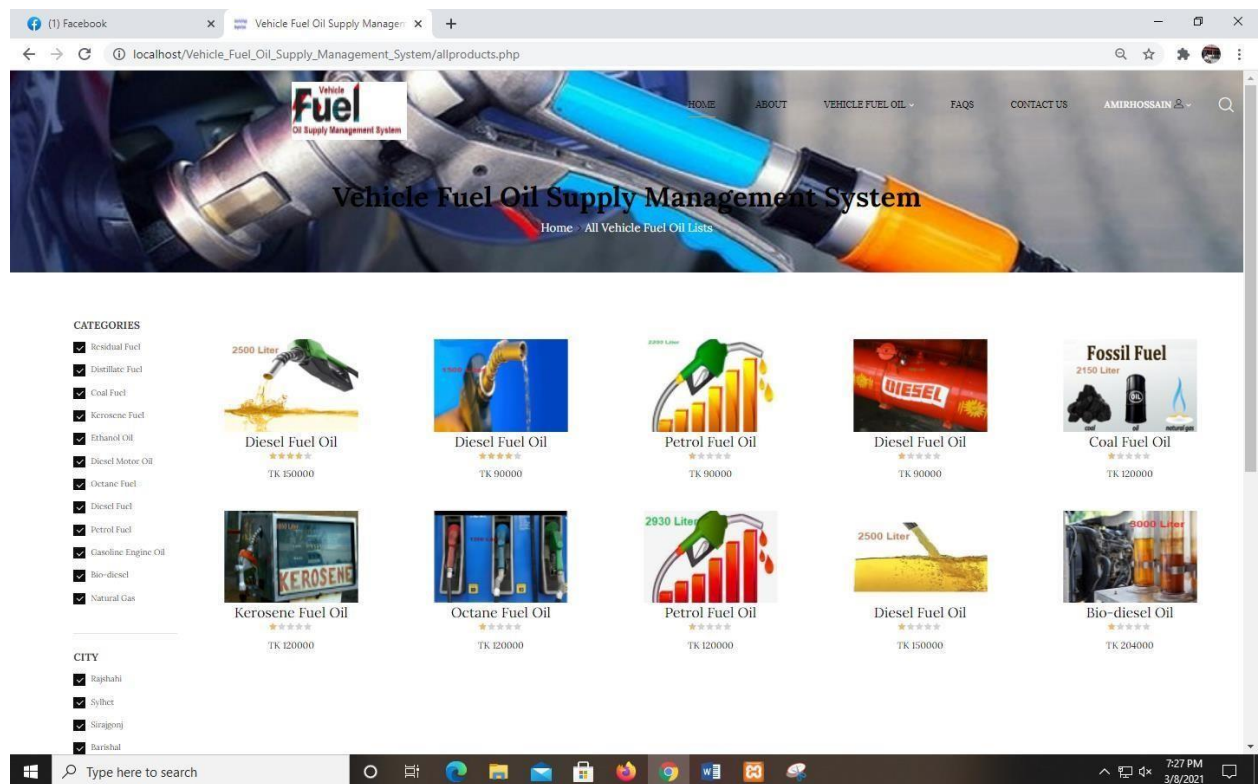 (1) Facebook
Vehicle Fuel Oil Supply Managen
localhost/Vehicle_Fuel_Oil_Supply_Management_System/allproducts.php
Vehicle
Fuel
Oil Supply Management System
HOME ABOUT VEHICLE FUEL OIL FAQS CONTACT US AMIRHOSSAIN
Vehicle Fuel Oil Supply Management System
Home All Vehicle Fuel Oil Lists
CATEGORIES
Residual Fuel
Distillate Fuel
Coal Fuel
Kerosene Fuel
Ethanol Oil
Diesel Motor Oil
Octane Fuel
Diesel Fuel
Petrol Fuel
Gasoline Engine Oil
Bio-diesel
Natural Gas
CITY
Rajshahi
Sylhet
Sirajgonj
Barishal
2500 Liter
Diesel Fuel Oil
TK 150000
Diesel Fuel Oil
TK 90000
Petrol Fuel Oil
TK 90000
DIESEL
Diesel Fuel Oil
TK 90000
Fossil Fuel
2150 Liter
OIL
coal oil natural gas
Coal Fuel Oil
TK 120000
KEROSENE
Kerosene Fuel Oil
TK 120000
Octane Fuel Oil
TK 120000
2930 Liter
Petrol Fuel Oil
TK 120000
2500 Liter
Diesel Fuel Oil
TK 150000
3000 Liter
Bio-diesel Oil
TK 204000
Type here to search
7:27 PM
3/8/2021